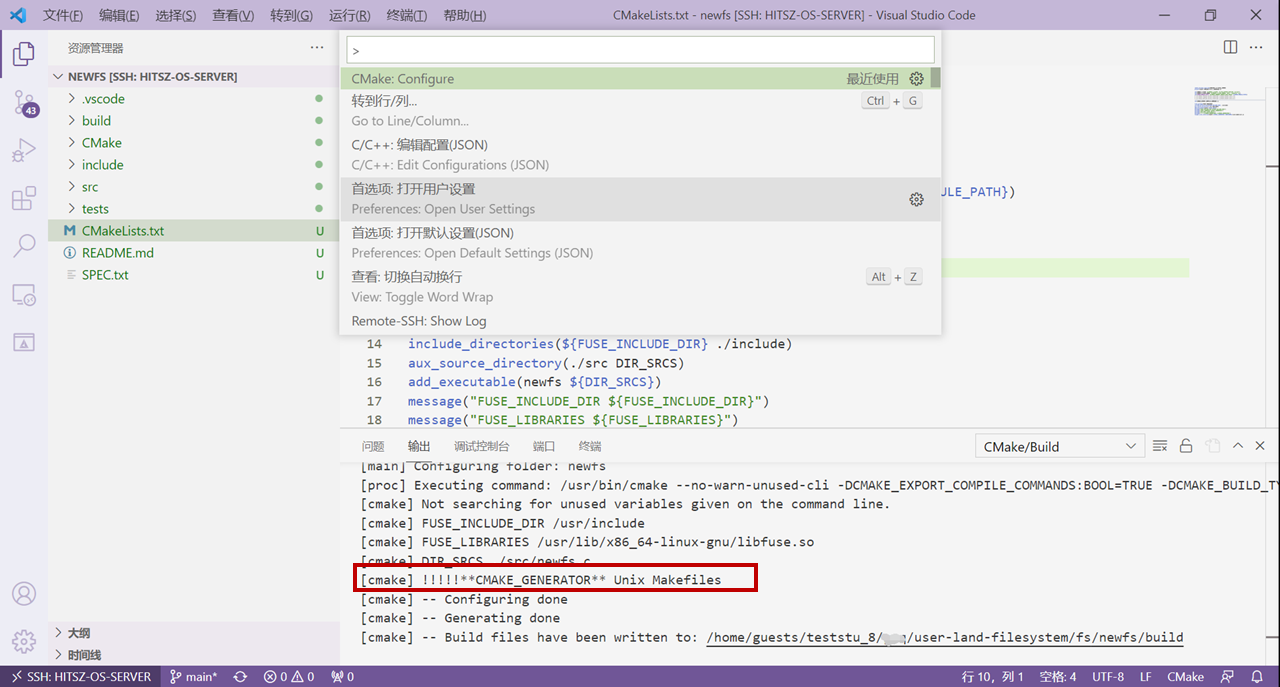 文件(F) 编辑(E) 选择(S) 查看(V) 转到(G) 运行(R) 终端(T) 帮助(H) CMakeLists.txt - newfs [SSH: HITSZ-OS-SERVER] - Visual Studio Code
资源管理器 ···
NEWFS [SSH: HITSZ-OS-SERVER]
.vscode
build
CMake
include
src
tests
M CMakeLists.txt U
README.md U
SPEC.txt U
43
大纲
时间线
>
CMake: Configure 最近使用
转到行/列... Ctrl + G
Go to Line/Column...
C/C++: 编辑配置(JSON)
C/C++: Edit Configurations (JSON)
首选项: 打开用户设置
Preferences: Open User Settings
首选项: 打开默认设置(JSON)
Preferences: Open Default Settings (JSON)
查看: 切换自动换行 Alt + Z
View: Toggle Word Wrap
Remote-SSH: Show Log
ULE_PATH})
14 include_directories(${FUSE_INCLUDE_DIR} ./include)
15 aux_source_directory(./src DIR_SRCS)
16 add_executable(newfs ${DIR_SRCS})
17 message("FUSE_INCLUDE_DIR ${FUSE_INCLUDE_DIR}")
18 message("FUSE_LIBRARIES ${FUSE_LIBRARIES}")
问题 输出 调试控制台 端口 终端 CMake/Build
[main] Configuring folder: newfs
[proc] Executing command: /usr/bin/cmake --no-warn-unused-cli -DCMAKE_EXPORT_COMPILE_COMMANDS:BOOL=TRUE -DCMAKE_BUILD_TY
[cmake] Not searching for unused variables given on the command line.
[cmake] FUSE_INCLUDE_DIR /usr/include
[cmake] FUSE_LIBRARIES /usr/lib/x86_64-linux-gnu/libfuse.so
[cmake] DIR_SRCS ./src/newfs.c
[cmake] !!!!!**CMAKE_GENERATOR** Unix Makefiles
[cmake] -- Configuring done
[cmake] -- Generating done
[cmake] -- Build files have been written to: /home/guests/teststu_8/ /user-land-filesystem/fs/newfs/build
SSH: HITSZ-OS-SERVER main* 0 0 0 行 10，列 1 空格: 4 UTF-8 LF CMake